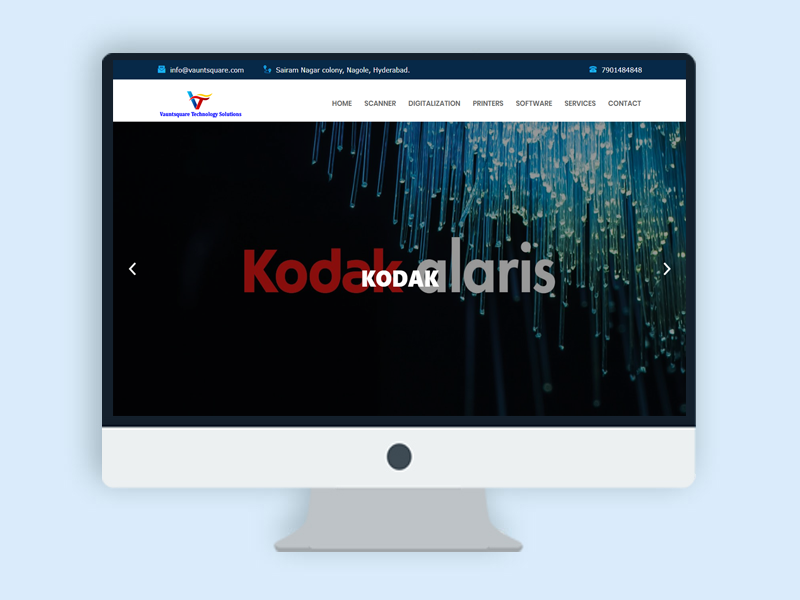 info@vauntsquare.com Sairam Nagar colony, Nagole, Hyderabad. 7901484848
VT
Vauntsquare Technology Solutions
HOME SCANNER DIGITALIZATION PRINTERS SOFTWARE SERVICES CONTACT
Kodak alaris
KODAK